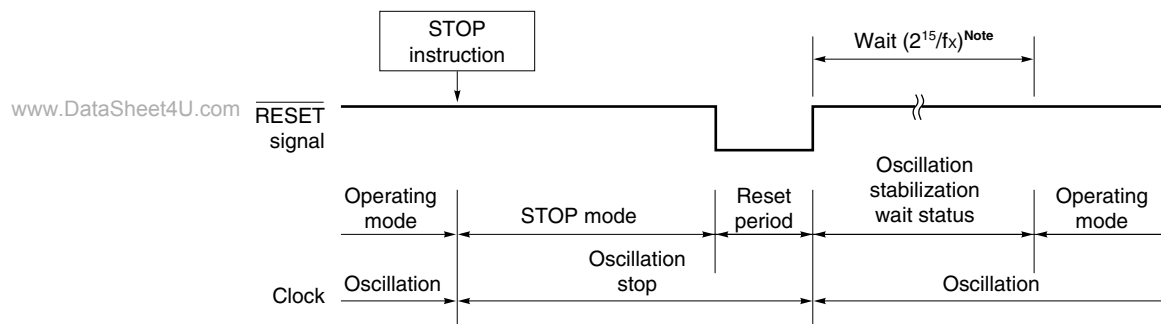 STOP
instruction
Wait (2¹⁵/fx)ᴺᵒᵗᵉ
www.DataSheet4U.com
RESET
signal
Operating
mode
STOP mode
Reset
period
Oscillation
stabilization
wait status
Operating
mode
Clock
Oscillation
Oscillation
stop
Oscillation